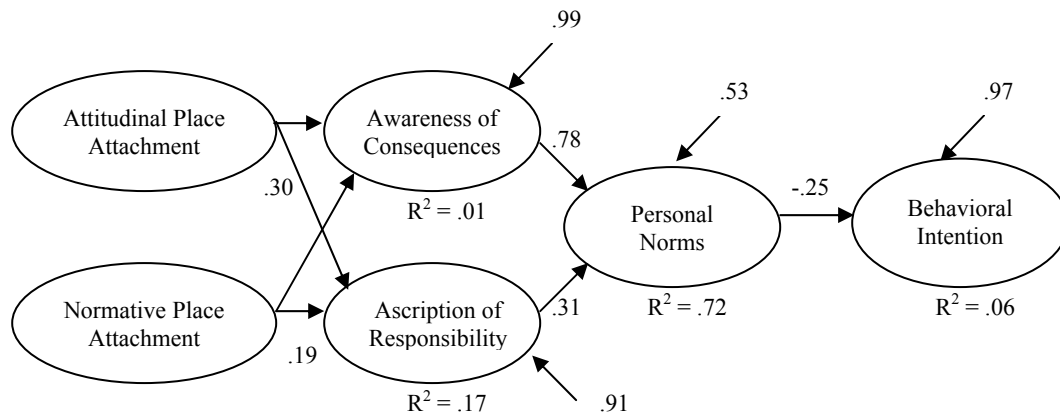 .99
Attitudinal Place
Attachment
Awareness of
Consequences
.53
.97
.78
.30
R² = .01
Personal
Norms
-.25
Behavioral
Intention
Normative Place
Attachment
Ascription of
Responsibility
.31
R² = .72
R² = .06
.19
R² = .17
.91